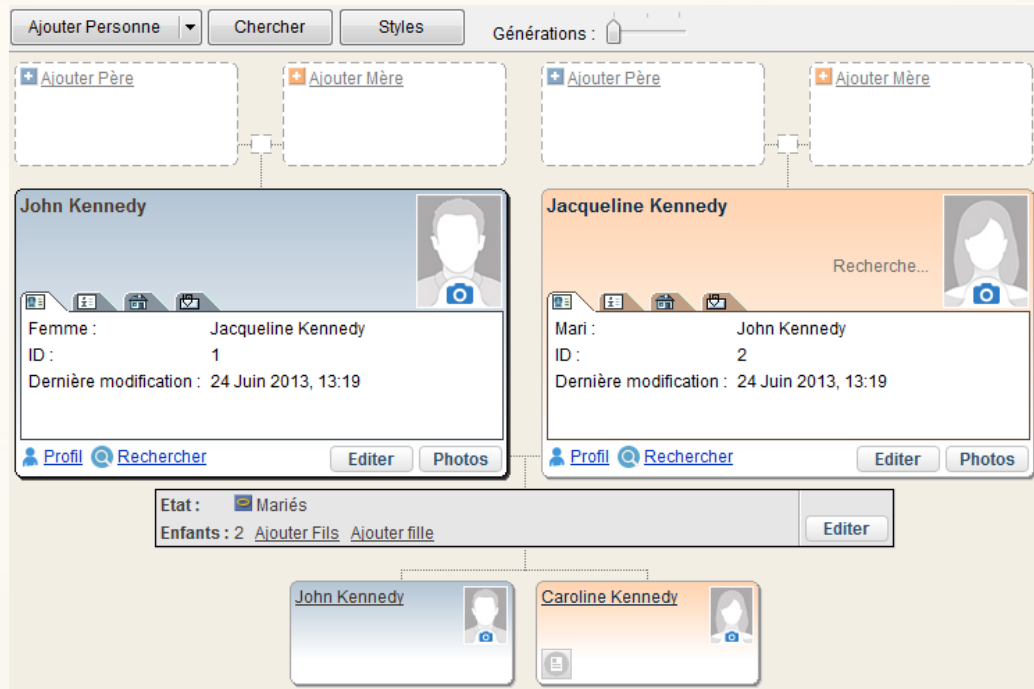 Ajouter Personne Chercher Styles Générations :
Ajouter Père Ajouter Mère Ajouter Père Ajouter Mère
John Kennedy
Femme : Jacqueline Kennedy
ID : 1
Dernière modification : 24 Juin 2013, 13:19
Profil Rechercher Editer Photos
Jacqueline Kennedy
Recherche...
Mari : John Kennedy
ID : 2
Dernière modification : 24 Juin 2013, 13:19
Profil Rechercher Editer Photos
Etat : Mariés
Enfants : 2 Ajouter Fils Ajouter fille
Editer
John Kennedy
Caroline Kennedy